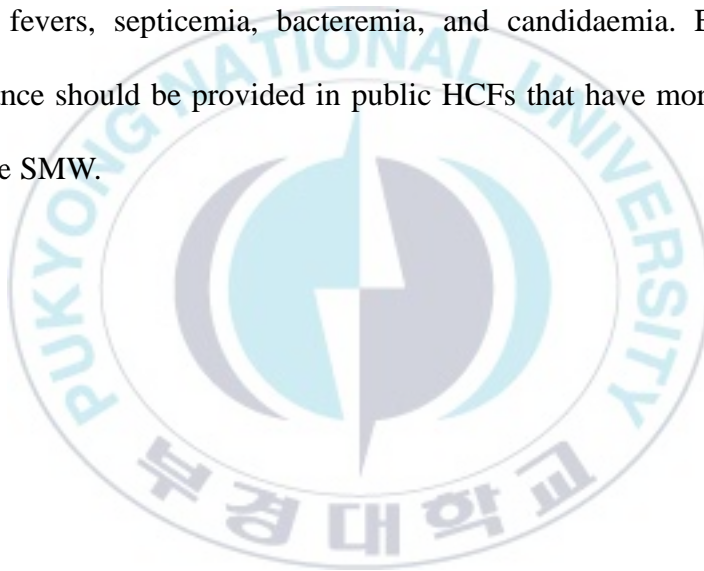 fevers, septicemia, bacteremia, and candidaemia.
ance should be provided in public HCFs that have mor
e SMW.
PUKYONG NATIONAL UNIVERSITY
부경대학교